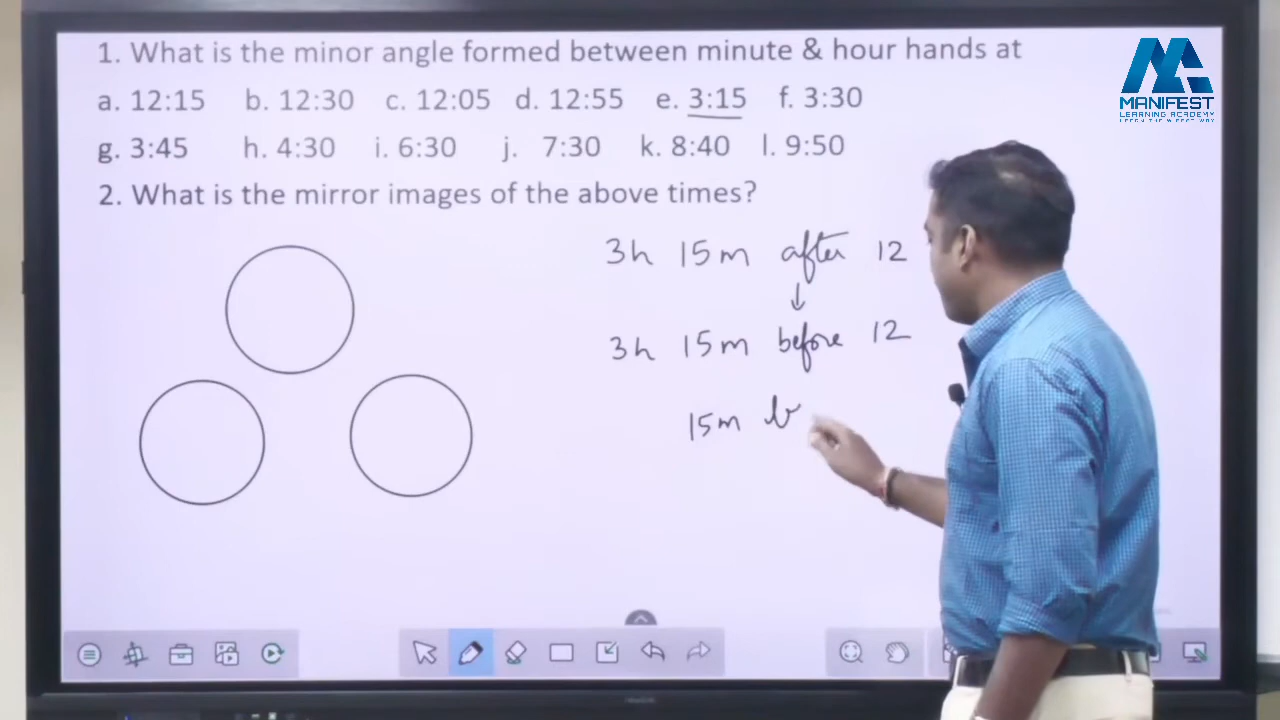 1. What is the minor angle formed between minute & hour hands at
a. 12:15 b. 12:30 c. 12:05 d. 12:55 e. 3:15 f. 3:30
g. 3:45 h. 4:30 i. 6:30 j. 7:30 k. 8:40 l. 9:50
2. What is the mirror images of the above times?
3h 15m after 12
3h 15m before 12
15m b
MANIFEST
LEARNING ACADEMY